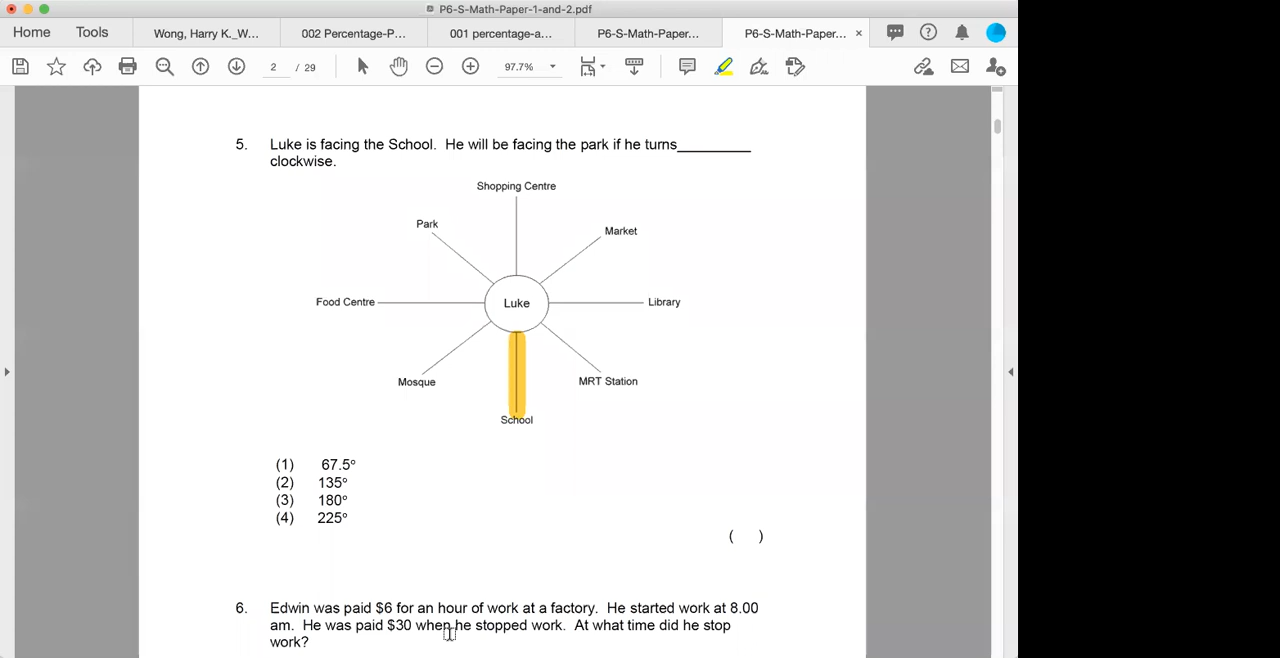 P6-S-Math-Paper-1-and-2.pdf
Home Tools Wong, Harry K._W... 002 Percentage-P... 001 percentage-a... P6-S-Math-Paper... P6-S-Math-Paper... ×
2 / 29 97.7%
5. Luke is facing the School. He will be facing the park if he turns__________
clockwise.
Shopping Centre
Park
Market
Food Centre
Luke
Library
Mosque
MRT Station
School
(1) 67.5°
(2) 135°
(3) 180°
(4) 225°
( )
6. Edwin was paid $6 for an hour of work at a factory. He started work at 8.00
am. He was paid $30 when he stopped work. At what time did he stop
work?